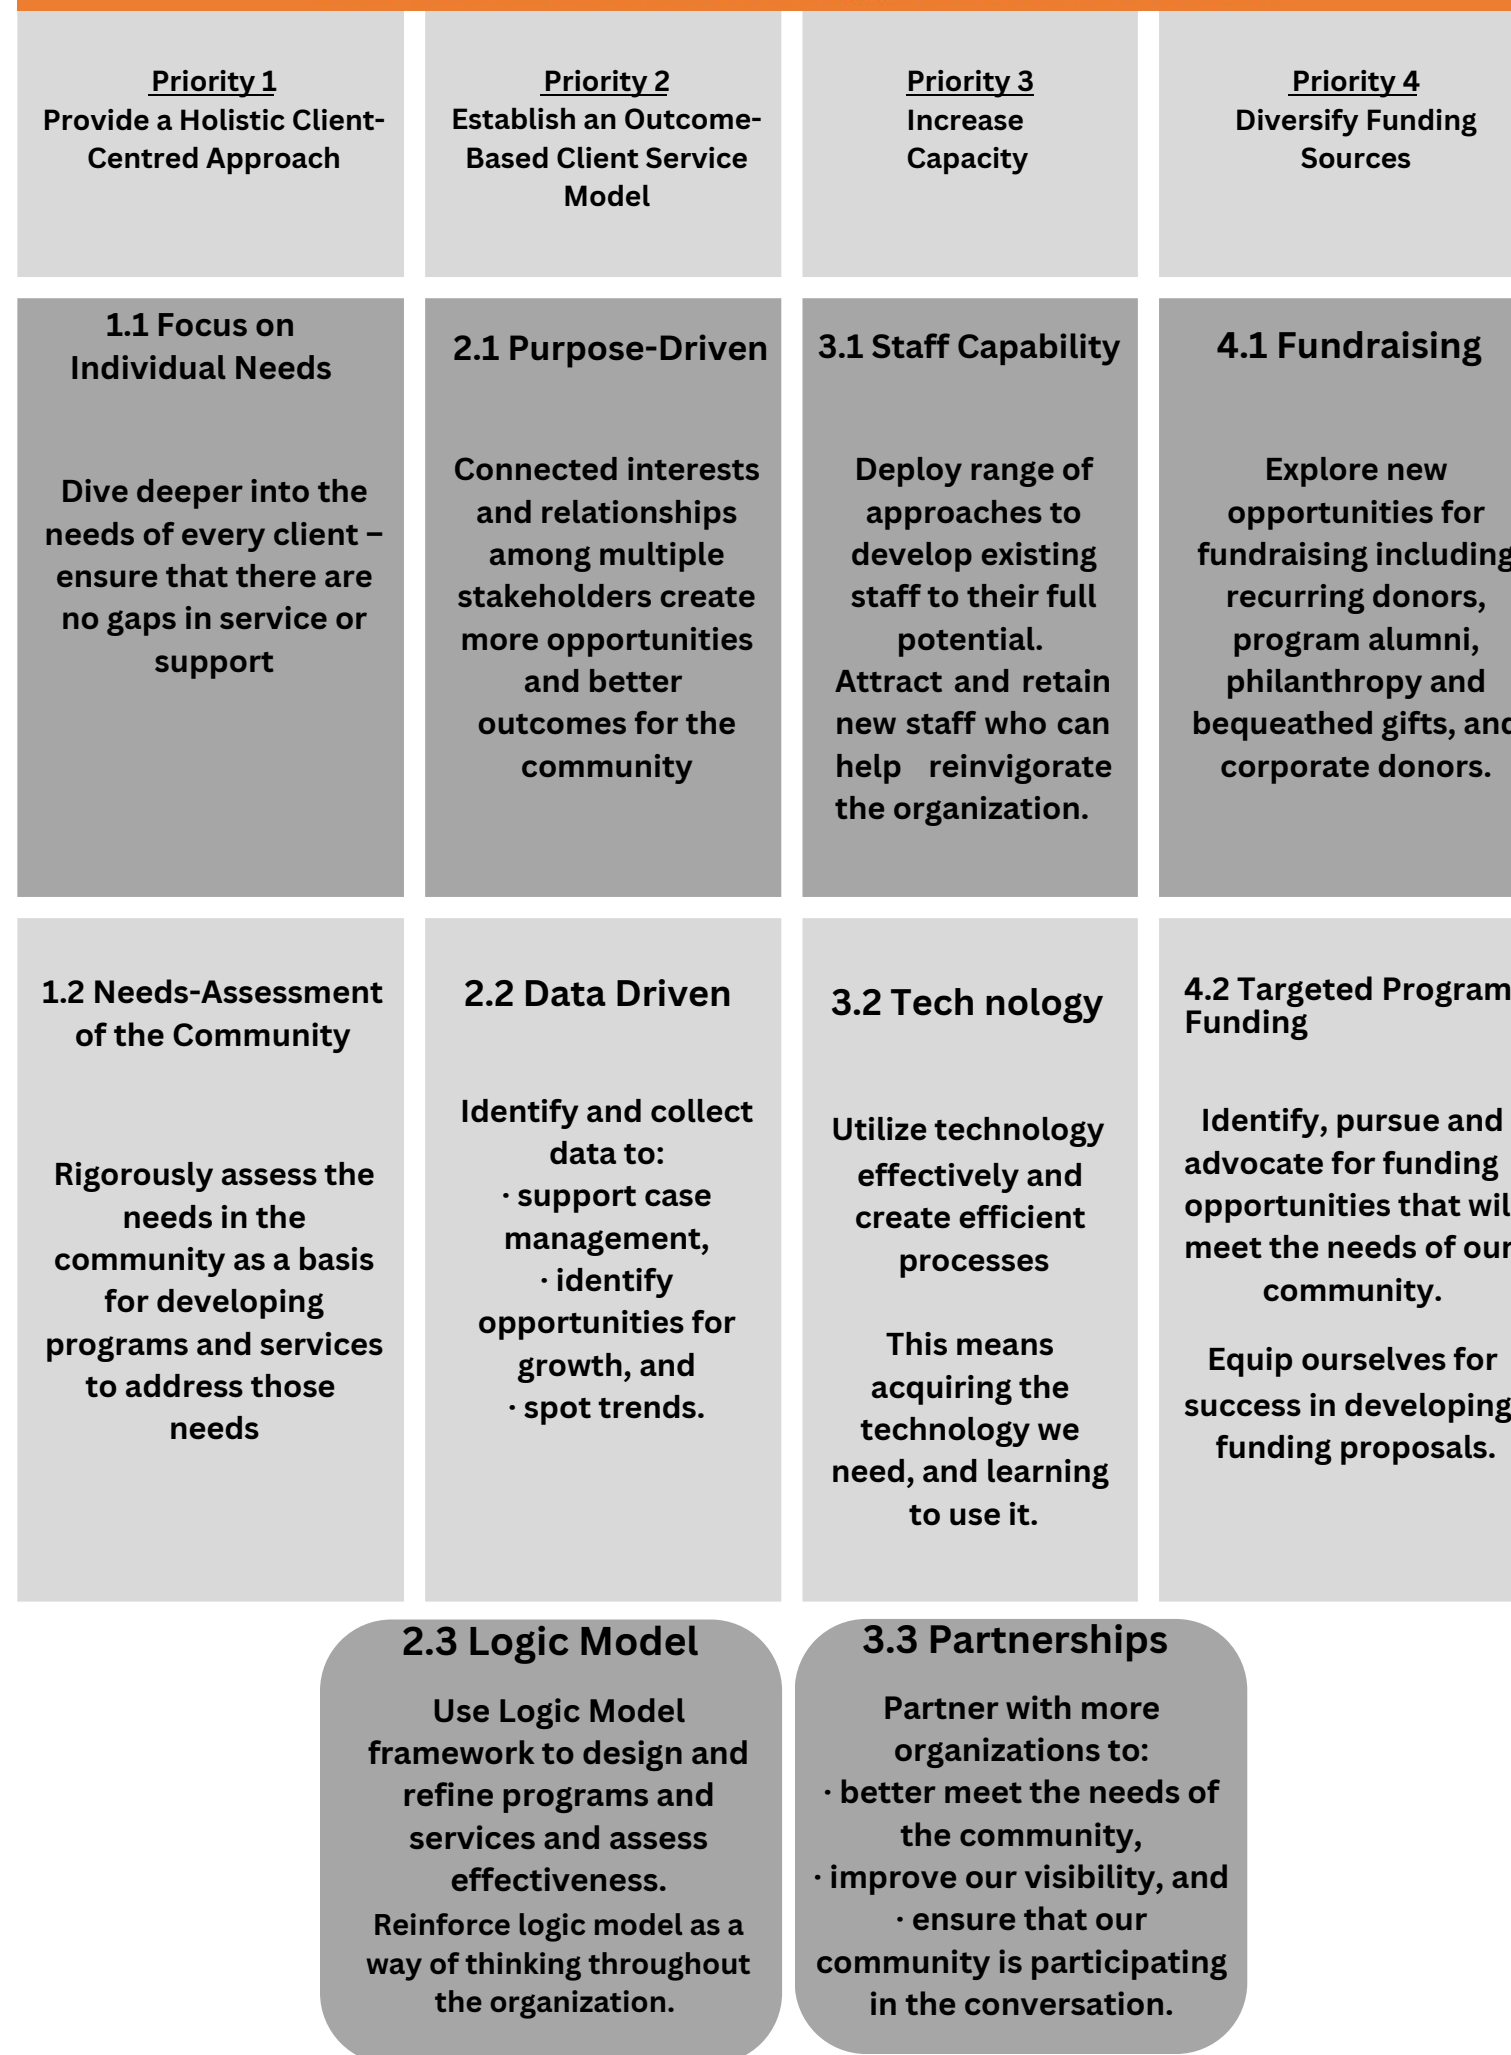 Priority 1
Provide a Holistic Client-
Centred Approach
Priority 2
Establish an Outcome-
Based Client Service
Model
Priority 3
Increase
Capacity
Priority 4
Diversify Funding
Sources
1.1 Focus on
Individual Needs
Dive deeper into the
needs of every client –
ensure that there are
no gaps in service or
support
2.1 Purpose-Driven
Connected interests
and relationships
among multiple
stakeholders create
more opportunities
and better
outcomes for the
community
3.1 Staff Capability
Deploy range of
approaches to
develop existing
staff to their full
potential.
Attract and retain
new staff who can
help reinvigorate
the organization.
4.1 Fundraising
Explore new
opportunities for
fundraising including
recurring donors,
program alumni,
philanthropy and
bequeathed gifts, and
corporate donors.
1.2 Needs-Assessment
of the Community
Rigorously assess the
needs in the
community as a basis
for developing
programs and services
to address those
needs
2.2 Data Driven
Identify and collect
data to:
· support case
management,
· identify
opportunities for
growth, and
· spot trends.
3.2 Tech nology
Utilize technology
effectively and
create efficient
processes
This means
acquiring the
technology we
need, and learning
to use it.
4.2 Targeted Program
Funding
Identify, pursue and
advocate for funding
opportunities that wil
meet the needs of our
community.
Equip ourselves for
success in developing
funding proposals.
2.3 Logic Model
Use Logic Model
framework to design and
refine programs and
services and assess
effectiveness.
Reinforce logic model as a
way of thinking throughout
the organization.
3.3 Partnerships
Partner with more
organizations to:
· better meet the needs of
the community,
· improve our visibility, and
· ensure that our
community is participating
in the conversation.